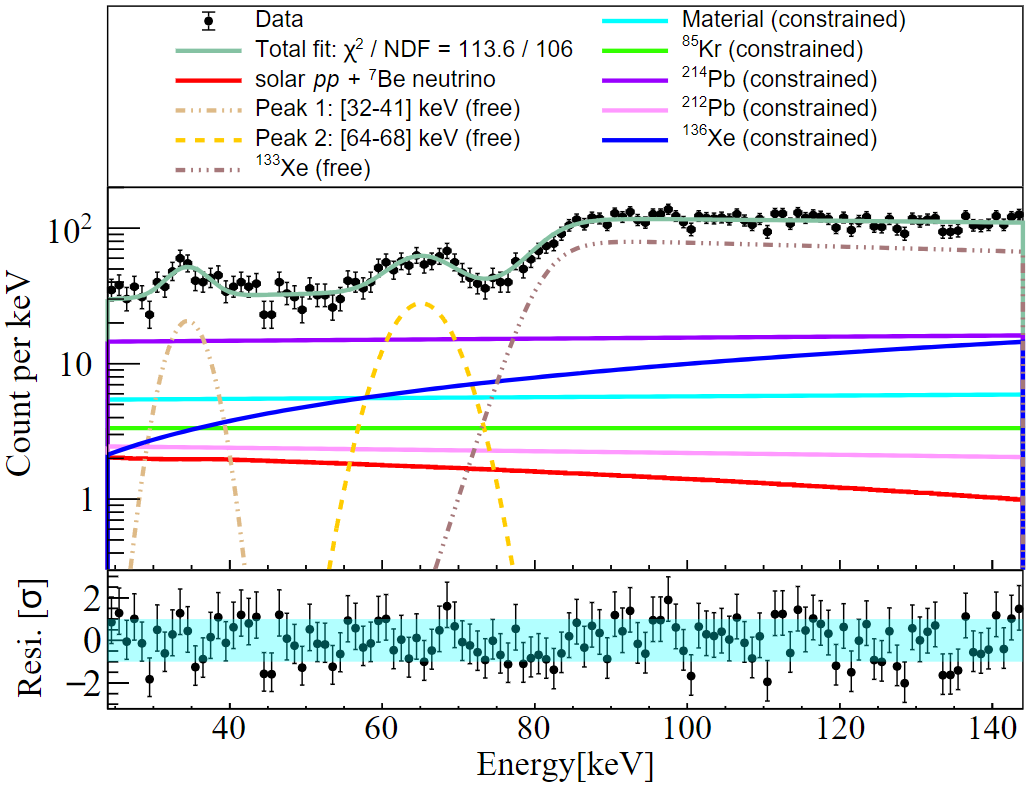 Data
Total fit: χ² / NDF = 113.6 / 106
solar pp + ⁷Be neutrino
Peak 1: [32-41] keV (free)
Peak 2: [64-68] keV (free)
¹³³Xe (free)
Material (constrained)
⁸⁵Kr (constrained)
²¹⁴Pb (constrained)
²¹²Pb (constrained)
¹³⁶Xe (constrained)
Count per keV
10²
10
1
Resi. [σ]
2
0
−2
40 60 80 100 120 140
Energy[keV]